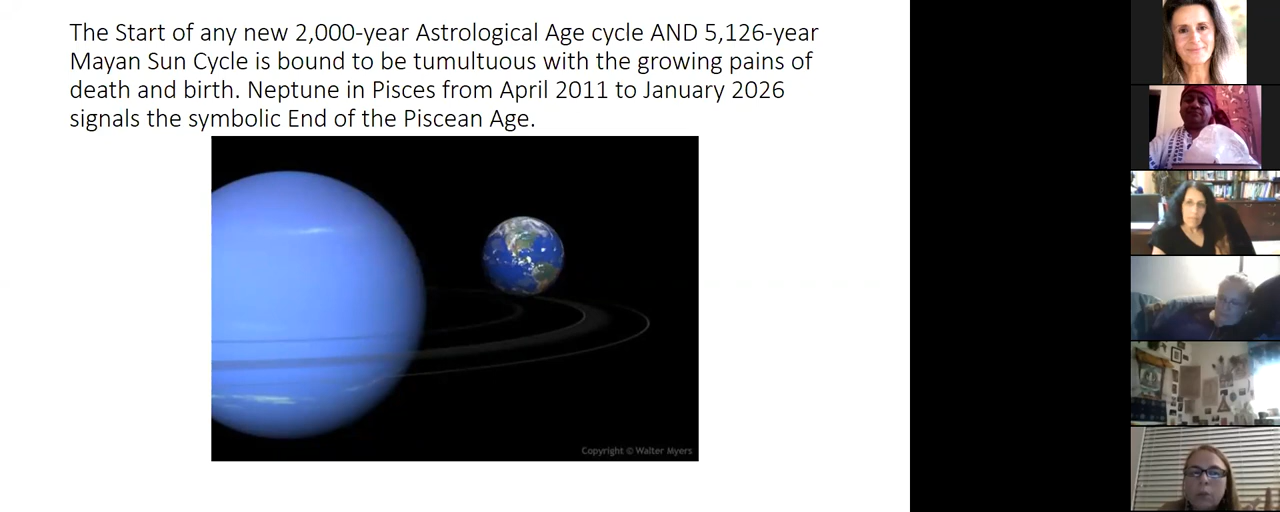 The Start of any new 2,000-year Astrological Age cycle AND 5,126-year
Mayan Sun Cycle is bound to be tumultuous with the growing pains of
death and birth. Neptune in Pisces from April 2011 to January 2026
signals the symbolic End of the Piscean Age.
Copyright © Walter Myers